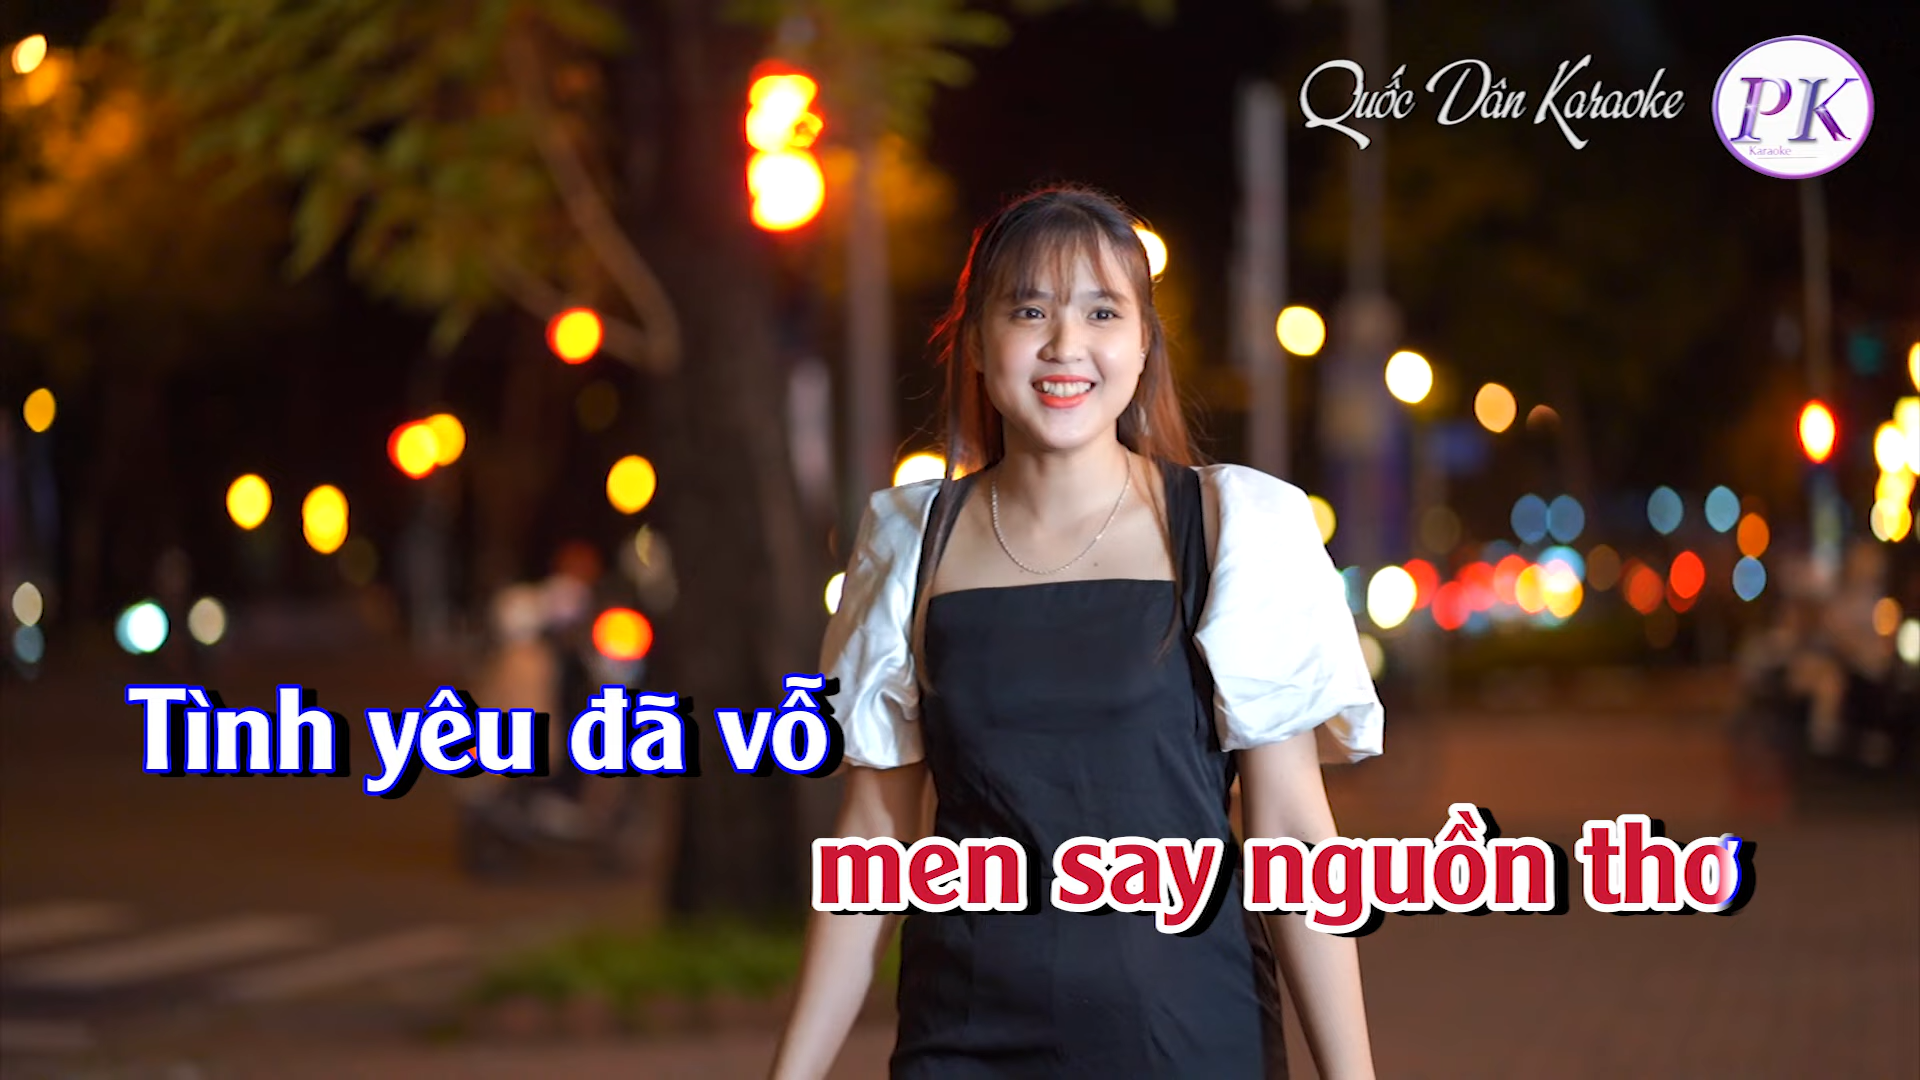 Quốc Dân Karaoke
PK
Karaoke
Tình yêu đã vỗ
men say nguồn thơ